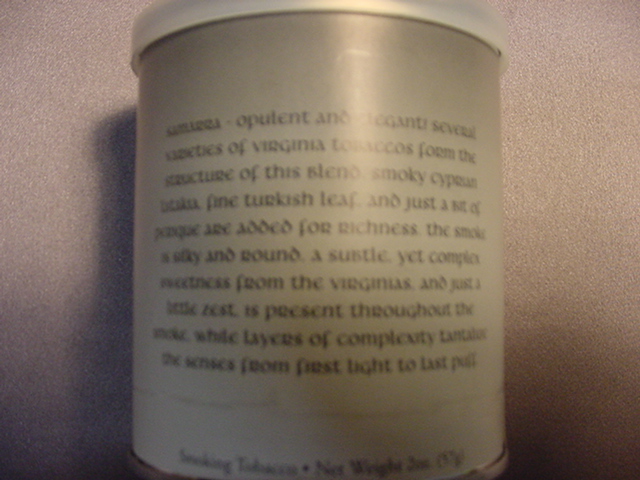 samarra - opulent and elegant! several
varieties of virginia tobaccos form the
structure of this blend. smoky cyprian
latakia, fine turkish leaf, and just a bit of
perique are added for richness. the smoke
is silky and round. a subtle, yet complex
sweetness from the virginias, and just a
little zest, is present throughout the
smoke, while layers of complexity tantalize
the senses from first light to last puff.
Smoking Tobacco • Net Weight 2oz. (57g)